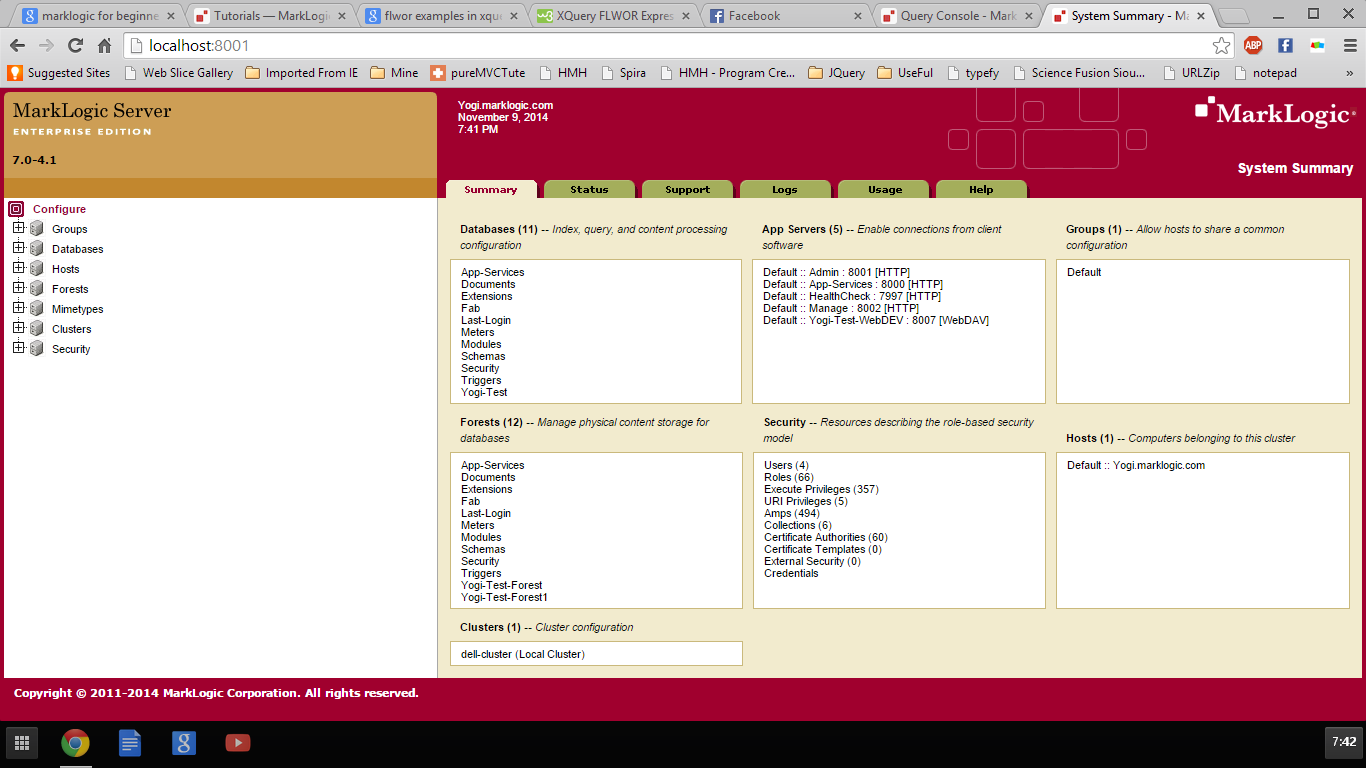 marklogic for beginne
Tutorials — MarkLogi
flwor examples in xqu
XQuery FLWOR Expres
Facebook
Query Console - Mark
System Summary - Ma
localhost:8001
ABP
Suggested Sites
Web Slice Gallery
Imported From IE
Mine
pureMVCTute
HMH
Spira
HMH - Program Cre...
JQuery
UseFul
typefy
Science Fusion Siou...
URLZip
notepad
»
MarkLogic Server
ENTERPRISE EDITION
7.0-4.1
Yogi.marklogic.com
November 9, 2014
7:41 PM
MarkLogic
System Summary
Summary
Status
Support
Logs
Usage
Help
Configure
Groups
Databases
Hosts
Forests
Mimetypes
Clusters
Security
Databases (11) -- Index, query, and content processing
configuration
App-Services
Documents
Extensions
Fab
Last-Login
Meters
Modules
Schemas
Security
Triggers
Yogi-Test
App Servers (5) -- Enable connections from client
software
Default :: Admin : 8001 [HTTP]
Default :: App-Services : 8000 [HTTP]
Default :: HealthCheck : 7997 [HTTP]
Default :: Manage : 8002 [HTTP]
Default :: Yogi-Test-WebDEV : 8007 [WebDAV]
Groups (1) -- Allow hosts to share a common
configuration
Default
Forests (12) -- Manage physical content storage for
databases
App-Services
Documents
Extensions
Fab
Last-Login
Meters
Modules
Schemas
Security
Triggers
Yogi-Test-Forest
Yogi-Test-Forest1
Security -- Resources describing the role-based security
model
Users (4)
Roles (66)
Execute Privileges (357)
URI Privileges (5)
Amps (494)
Collections (6)
Certificate Authorities (60)
Certificate Templates (0)
External Security (0)
Credentials
Hosts (1) -- Computers belonging to this cluster
Default :: Yogi.marklogic.com
Clusters (1) -- Cluster configuration
dell-cluster (Local Cluster)
Copyright © 2011-2014 MarkLogic Corporation. All rights reserved.
7:42